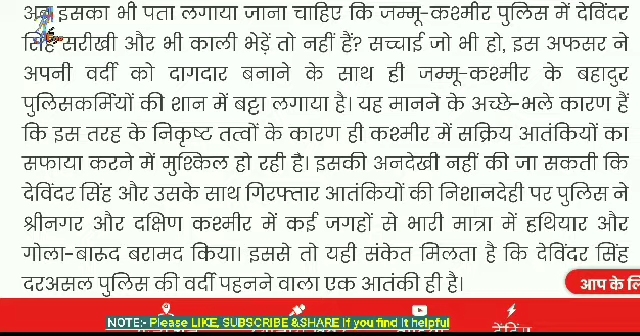 अब इसका भी पता लगाया जाना चाहिए कि जम्मू-कश्मीर पुलिस में देविंदर
सिंह सरीखी और भी काली भेड़ें तो नहीं हैं? सच्चाई जो भी हो, इस अफसर ने
अपनी वर्दी को दागदार बनाने के साथ ही जम्मू-कश्मीर के बहादुर
पुलिसकर्मियों की शान में बट्टा लगाया है। यह मानने के अच्छे-भले कारण हैं
कि इस तरह के निकृष्ट तत्वों के कारण ही कश्मीर में सक्रिय आतंकियों का
सफाया करने में मुश्किल हो रही है। इसकी अनदेखी नहीं की जा सकती कि
देविंदर सिंह और उसके साथ गिरफ्तार आतंकियों की निशानदेही पर पुलिस ने
श्रीनगर और दक्षिण कश्मीर में कई जगहों से भारी मात्रा में हथियार और
गोला-बारूद बरामद किया। इससे तो यही संकेत मिलता है कि देविंदर सिंह
दरअसल पुलिस की वर्दी पहनने वाला एक आतंकी ही है।
आप के लि
NOTE:- Please LIKE, SUBSCRIBE &SHARE If you find it helpful